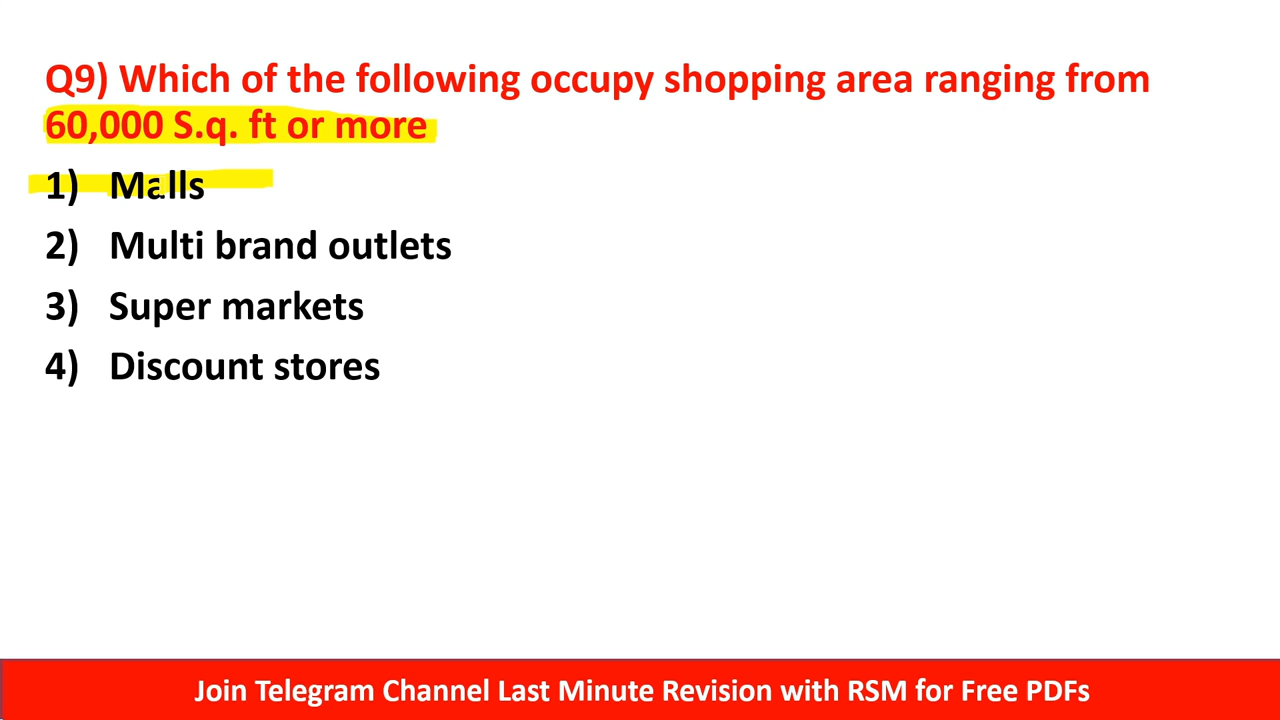 Q9) Which of the following occupy shopping area ranging from
60,000 S.q. ft or more
1) Malls
2) Multi brand outlets
3) Super markets
4) Discount stores
Join Telegram Channel Last Minute Revision with RSM for Free PDFs